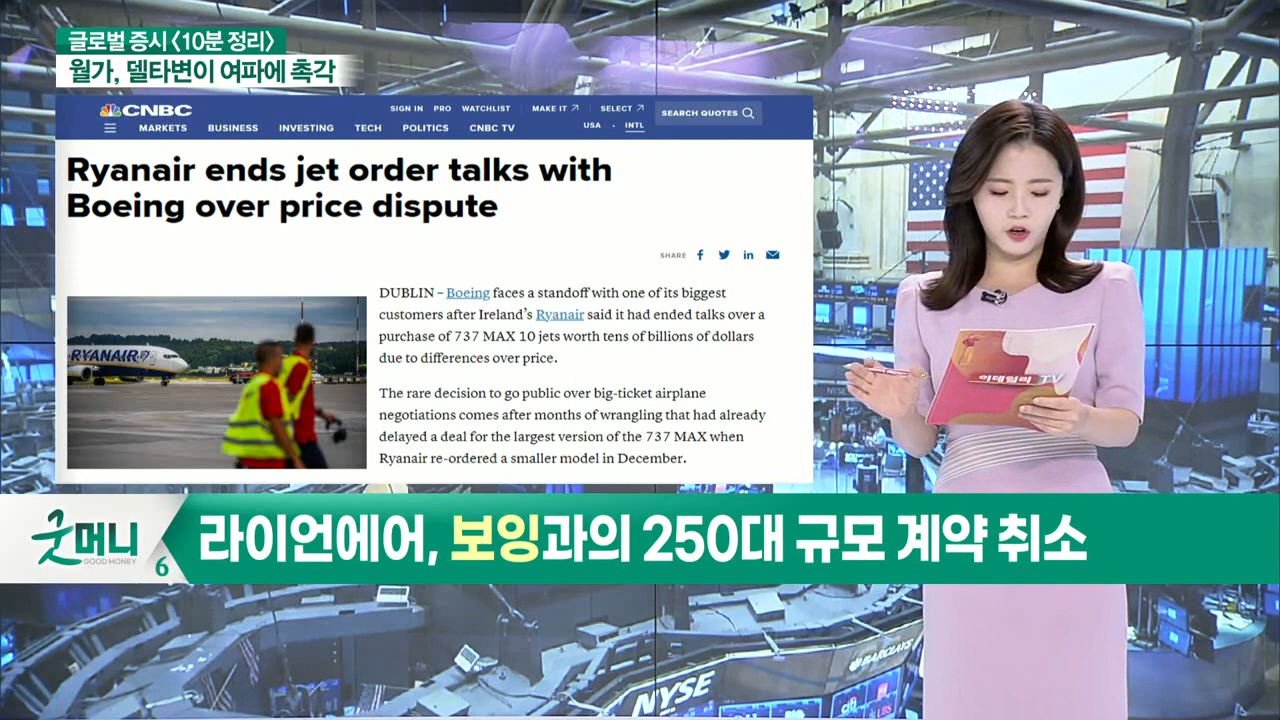 글로벌 증시 <10분 정리>
월가, 델타변이 여파에 촉각
CNBC
SIGN IN PRO WATCHLIST MAKE IT SELECT
SEARCH QUOTES
MARKETS BUSINESS INVESTING TECH POLITICS CNBC TV
USA · INTL
Ryanair ends jet order talks with
Boeing over price dispute
SHARE
DUBLIN – Boeing faces a standoff with one of its biggest
customers after Ireland's Ryanair said it had ended talks over a
purchase of 737 MAX 10 jets worth tens of billions of dollars
due to differences over price.
The rare decision to go public over big-ticket airplane
negotiations comes after months of wrangling that had already
delayed a deal for the largest version of the 737 MAX when
Ryanair re-ordered a smaller model in December.
RYANAIR
이데일리 TV
굿머니
GOOD MONEY
6
라이언에어, 보잉과의 250대 규모 계약 취소
NYSE
BARCLAYS
citi
UBS